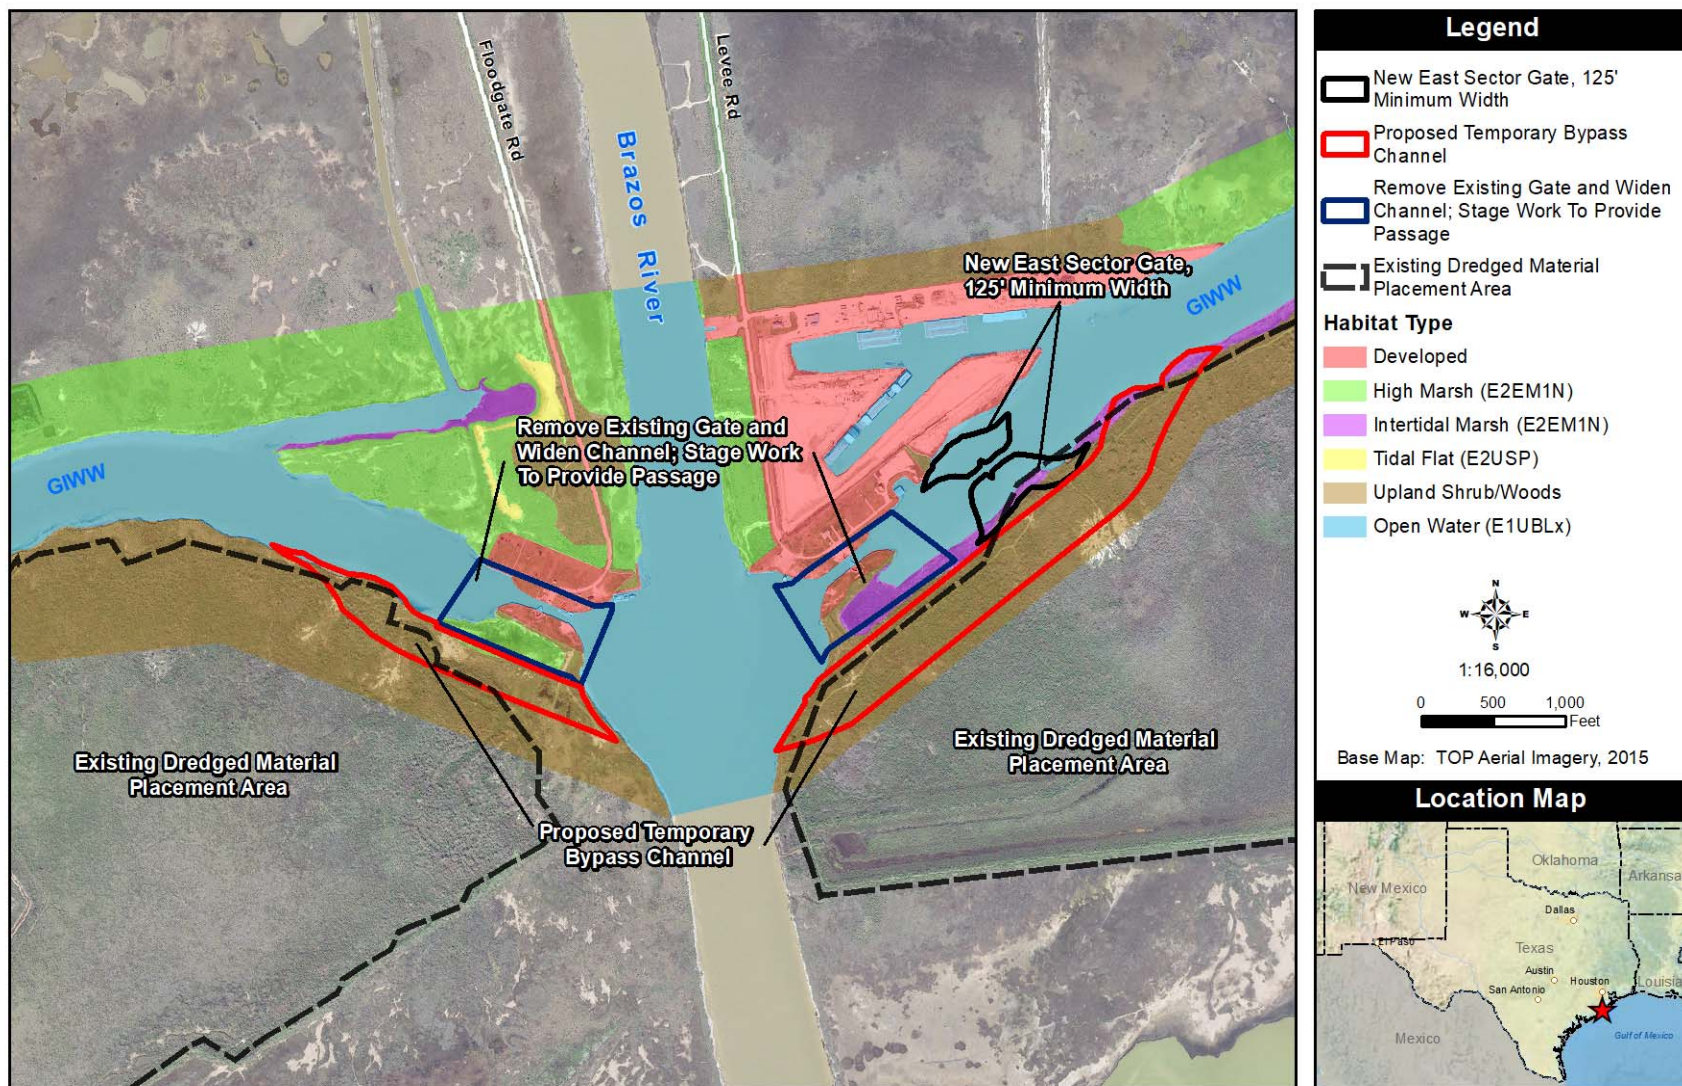 Floodgate Rd
Levee Rd
Brazos River
New East Sector Gate,
125' Minimum Width
GIWW
Remove Existing Gate and
Widen Channel; Stage Work
To Provide Passage
GIWW
Existing Dredged Material
Placement Area
Existing Dredged Material
Placement Area
Proposed Temporary
Bypass Channel
Legend
New East Sector Gate, 125'
Minimum Width
Proposed Temporary Bypass
Channel
Remove Existing Gate and Widen
Channel; Stage Work To Provide
Passage
Existing Dredged Material
Placement Area
Habitat Type
Developed
High Marsh (E2EM1N)
Intertidal Marsh (E2EM1N)
Tidal Flat (E2USP)
Upland Shrub/Woods
Open Water (E1UBLx)
N
W E
S
1:16,000
0 500 1,000
Feet
Base Map: TOP Aerial Imagery, 2015
Location Map
Oklahoma
Arkansa
New Mexico
Dallas
El Paso
Texas
Austin
Houston
San Antonio
Louisia
Mexico
Gulf of Mexico